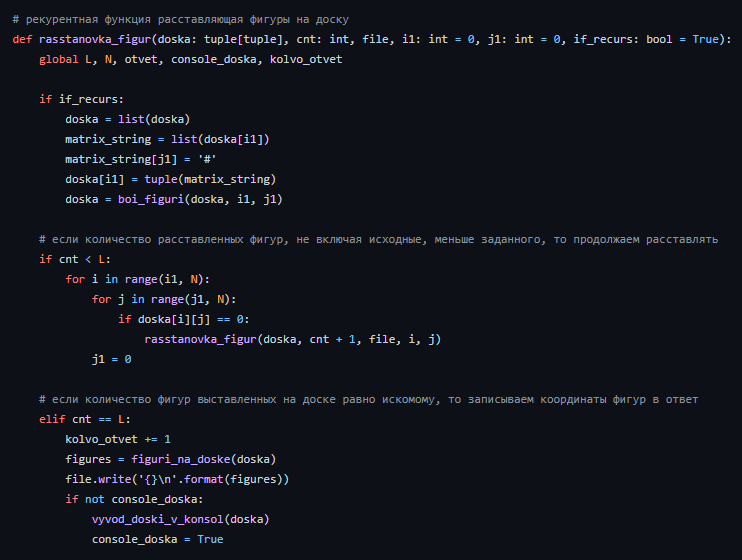 # рекурентная функция расставляющая фигуры на доску
def rasstanovka_figur(doska: tuple[tuple], cnt: int, file, i1: int = 0, j1: int = 0, if_recurs: bool = True):
    global L, N, otvet, console_doska, kolvo_otvet

    if if_recurs:
        doska = list(doska)
        matrix_string = list(doska[i1])
        matrix_string[j1] = '#'
        doska[i1] = tuple(matrix_string)
        doska = boi_figuri(doska, i1, j1)

    # если количество расставленных фигур, не включая исходные, меньше заданного, то продолжаем расставлять
    if cnt < L:
        for i in range(i1, N):
            for j in range(j1, N):
                if doska[i][j] == 0:
                    rasstanovka_figur(doska, cnt + 1, file, i, j)
            j1 = 0

    # если количество фигур выставленных на доске равно искомому, то записываем координаты фигур в ответ
    elif cnt == L:
        kolvo_otvet += 1
        figures = figuri_na_doske(doska)
        file.write('{}\n'.format(figures))
        if not console_doska:
            vyvod_doski_v_konsol(doska)
            console_doska = True